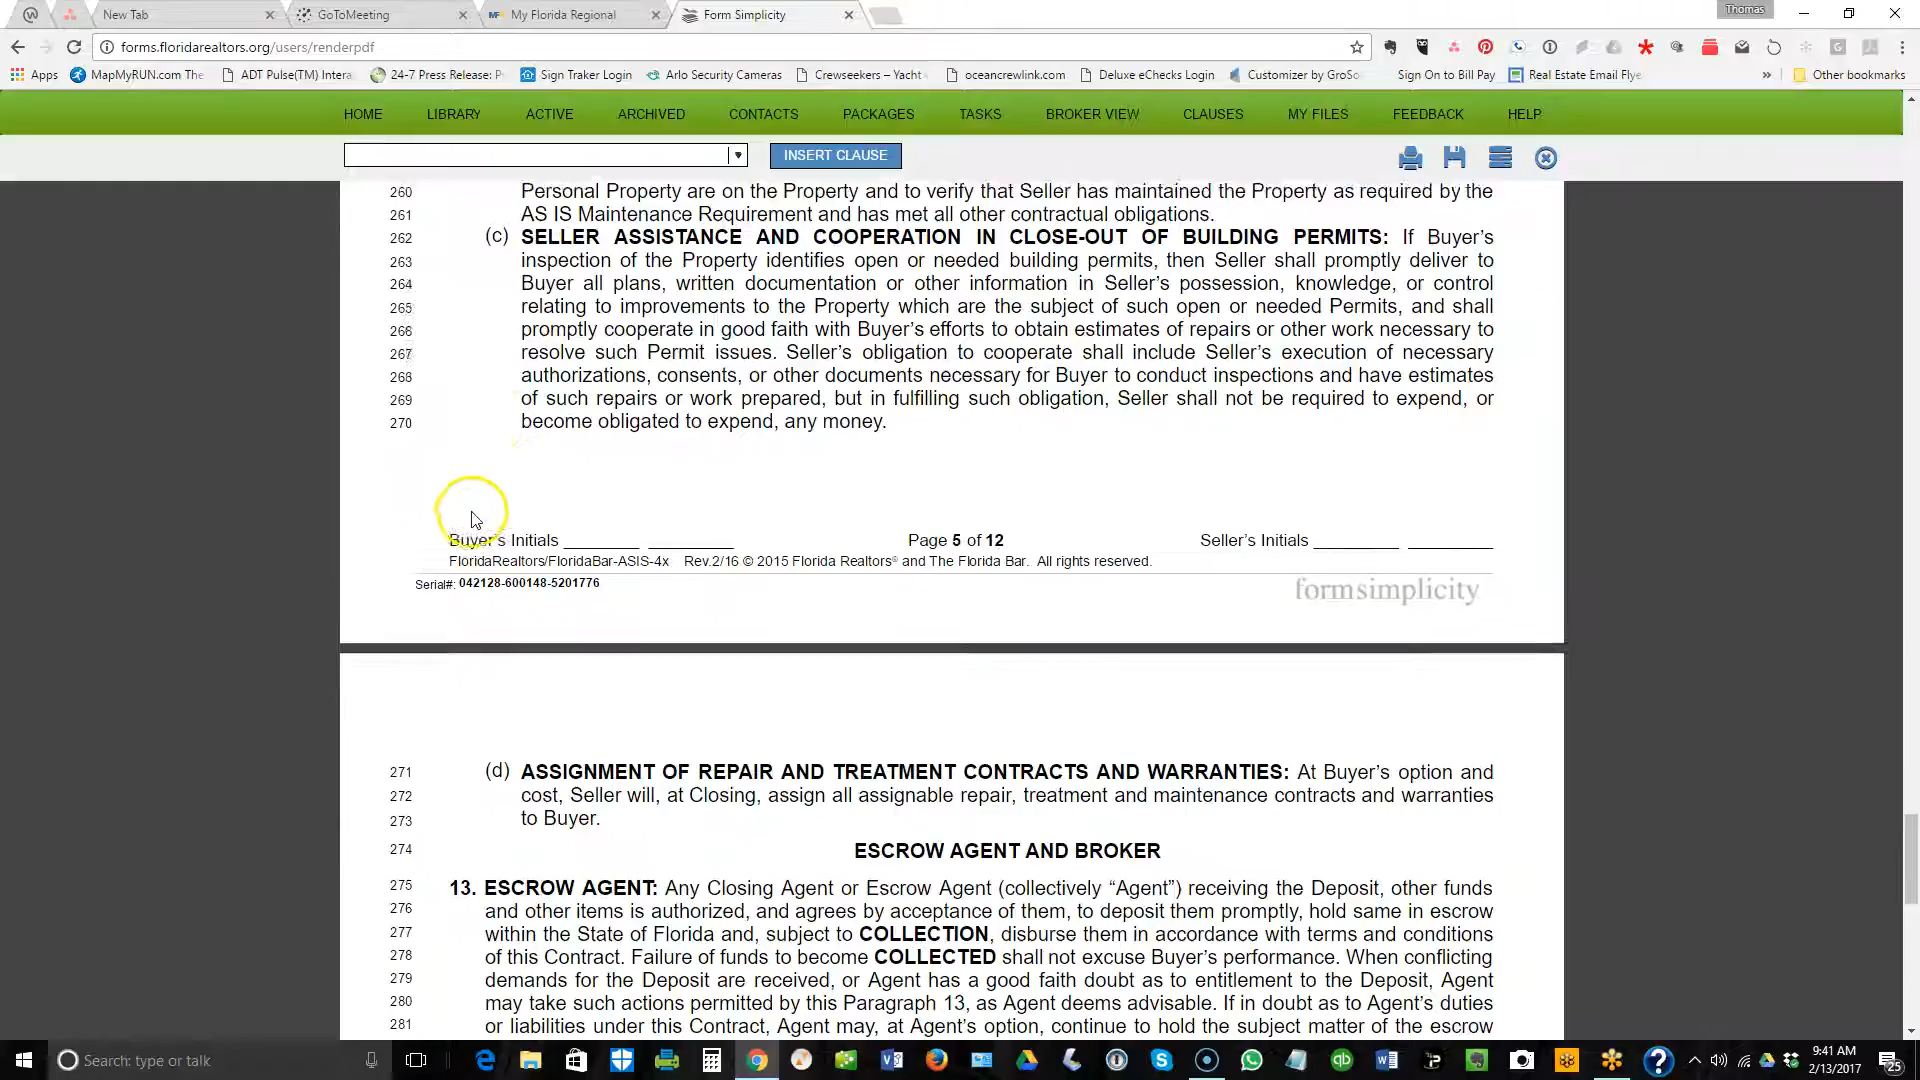 New Tab
GoToMeeting
My Florida Regional
Form Simplicity
Thomas
forms.floridarealtors.org/users/renderpdf
Apps MapMyRUN.com The ADT Pulse(TM) Intera 24-7 Press Release: P Sign Traker Login Arlo Security Cameras Crewseekers – Yacht oceancrewlink.com Deluxe eChecks Login Customizer by GroSo Sign On to Bill Pay Real Estate Email Flye » Other bookmarks
HOME LIBRARY ACTIVE ARCHIVED CONTACTS PACKAGES TASKS BROKER VIEW CLAUSES MY FILES FEEDBACK HELP
INSERT CLAUSE
260 Personal Property are on the Property and to verify that Seller has maintained the Property as required by the
261 AS IS Maintenance Requirement and has met all other contractual obligations.
262 (c) SELLER ASSISTANCE AND COOPERATION IN CLOSE-OUT OF BUILDING PERMITS: If Buyer's
263 inspection of the Property identifies open or needed building permits, then Seller shall promptly deliver to
264 Buyer all plans, written documentation or other information in Seller's possession, knowledge, or control
265 relating to improvements to the Property which are the subject of such open or needed Permits, and shall
266 promptly cooperate in good faith with Buyer's efforts to obtain estimates of repairs or other work necessary to
267 resolve such Permit issues. Seller's obligation to cooperate shall include Seller's execution of necessary
268 authorizations, consents, or other documents necessary for Buyer to conduct inspections and have estimates
269 of such repairs or work prepared, but in fulfilling such obligation, Seller shall not be required to expend, or
270 become obligated to expend, any money.
Buyer's Initials ________ ________ Page 5 of 12 Seller's Initials ________ ________
FloridaRealtors/FloridaBar-ASIS-4x Rev.2/16 © 2015 Florida Realtors® and The Florida Bar. All rights reserved.
Serial#: 042128-600148-5201776
formsimplicity
271 (d) ASSIGNMENT OF REPAIR AND TREATMENT CONTRACTS AND WARRANTIES: At Buyer's option and
272 cost, Seller will, at Closing, assign all assignable repair, treatment and maintenance contracts and warranties
273 to Buyer.
274 ESCROW AGENT AND BROKER
275 13. ESCROW AGENT: Any Closing Agent or Escrow Agent (collectively “Agent”) receiving the Deposit, other funds
276 and other items is authorized, and agrees by acceptance of them, to deposit them promptly, hold same in escrow
277 within the State of Florida and, subject to COLLECTION, disburse them in accordance with terms and conditions
278 of this Contract. Failure of funds to become COLLECTED shall not excuse Buyer's performance. When conflicting
279 demands for the Deposit are received, or Agent has a good faith doubt as to entitlement to the Deposit, Agent
280 may take such actions permitted by this Paragraph 13, as Agent deems advisable. If in doubt as to Agent's duties
281 or liabilities under this Contract, Agent may, at Agent's option, continue to hold the subject matter of the escrow
Search: type or talk
9:41 AM
2/13/2017
25